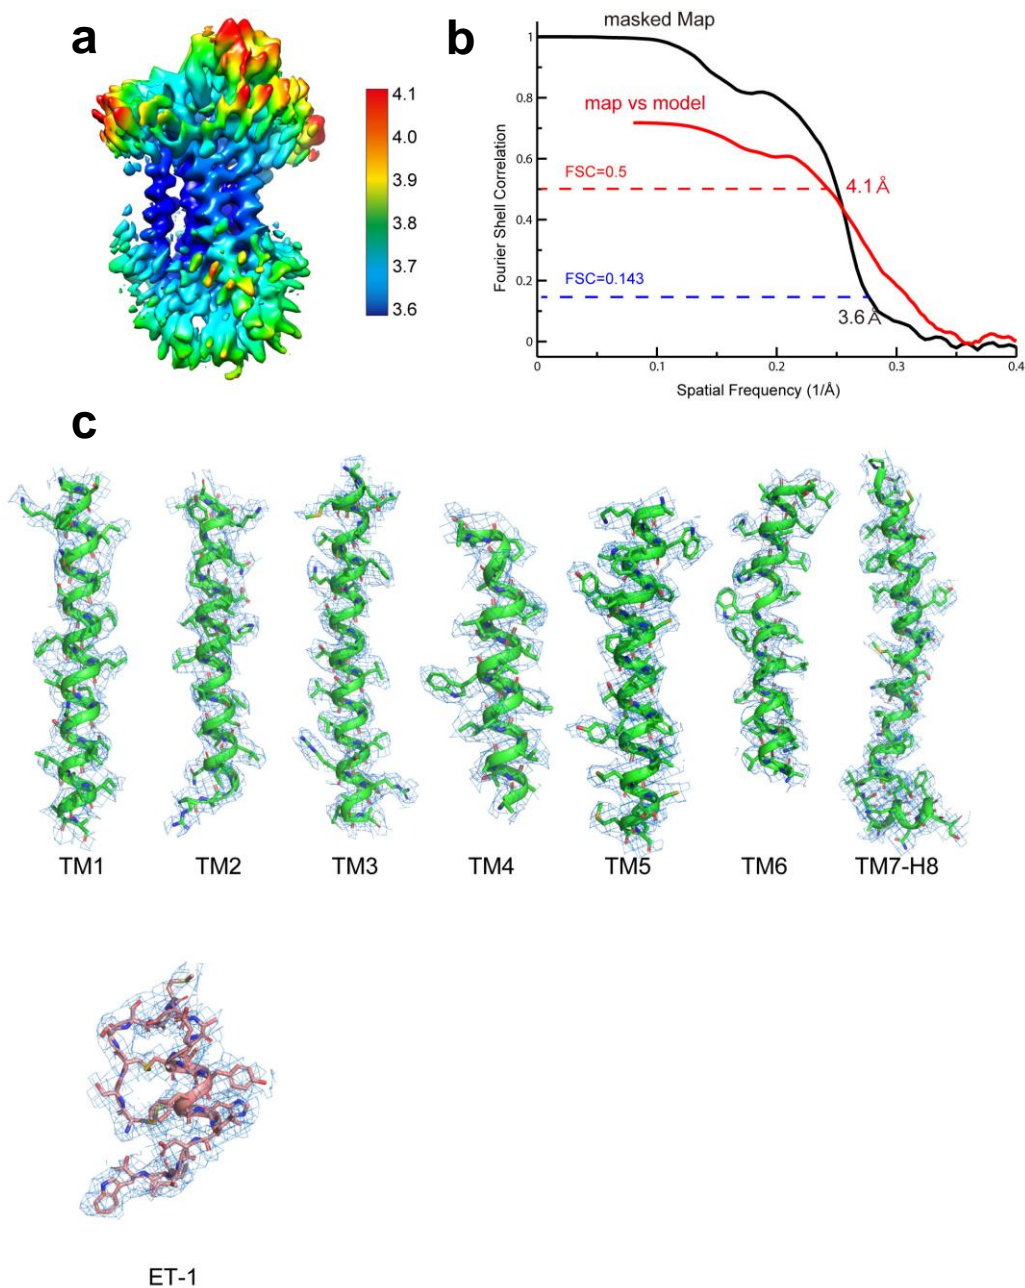 a
4.1
4.0
3.9
3.8
3.7
3.6
b
masked Map
map vs model
FSC=0.5
4.1 Å
FSC=0.143
3.6 Å
Fourier Shell Correlation
1
0.8
0.6
0.4
0.2
0
0
0.1
0.2
0.3
0.4
Spatial Frequency (1/Å)
c
TM1 TM2 TM3 TM4 TM5 TM6 TM7-H8
ET-1